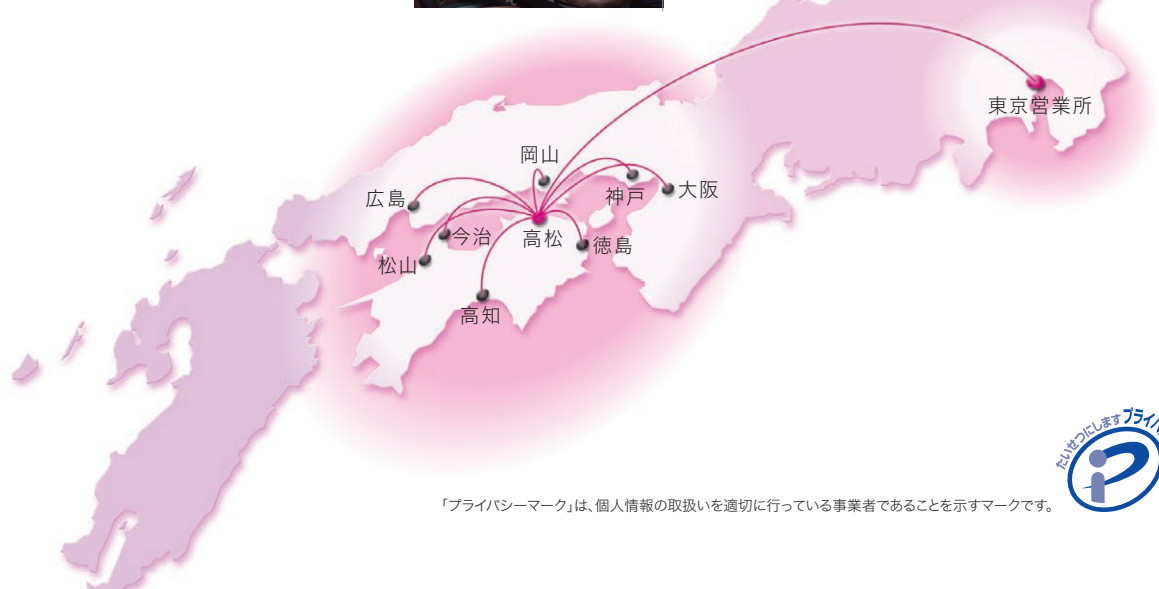 東京営業所
岡山
広島
神戸
大阪
今治
高松
徳島
松山
高知
たいせつにします プライバ
「プライバシーマーク」は、個人情報の取扱いを適切に行っている事業者であることを示すマークです。